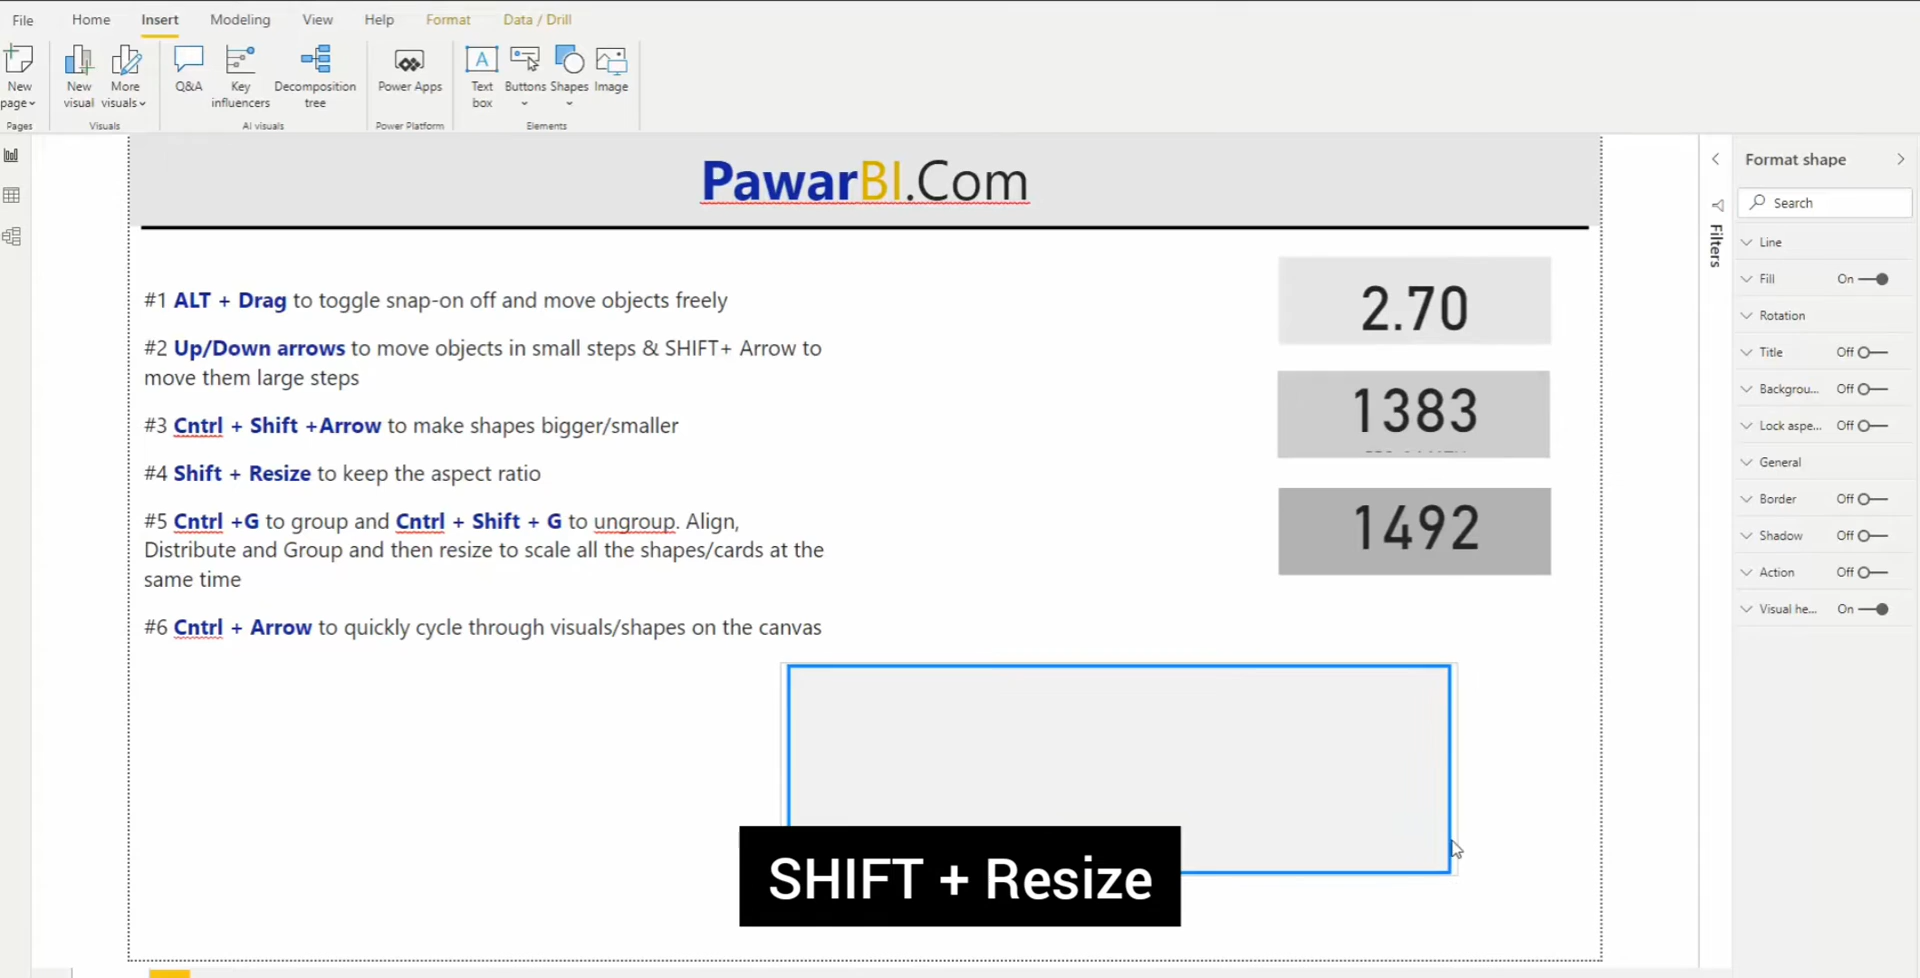 File Home Insert Modeling View Help Format Data / Drill
New page
New visual
More visuals
Q&A
Key influencers
Decomposition tree
Power Apps
Text box
Buttons
Shapes
Image
Pages Visuals AI visuals Power Platform Elements
PawarBI.Com
#1 ALT + Drag to toggle snap-on off and move objects freely
#2 Up/Down arrows to move objects in small steps & SHIFT+ Arrow to
move them large steps
#3 Cntrl + Shift +Arrow to make shapes bigger/smaller
#4 Shift + Resize to keep the aspect ratio
#5 Cntrl +G to group and Cntrl + Shift + G to ungroup. Align,
Distribute and Group and then resize to scale all the shapes/cards at the
same time
#6 Cntrl + Arrow to quickly cycle through visuals/shapes on the canvas
2.70
1383
1492
SHIFT + Resize
Filters
Format shape
Search
Line
Fill On
Rotation
Title Off
Backgrou... Off
Lock aspe... Off
General
Border Off
Shadow Off
Action Off
Visual he... On